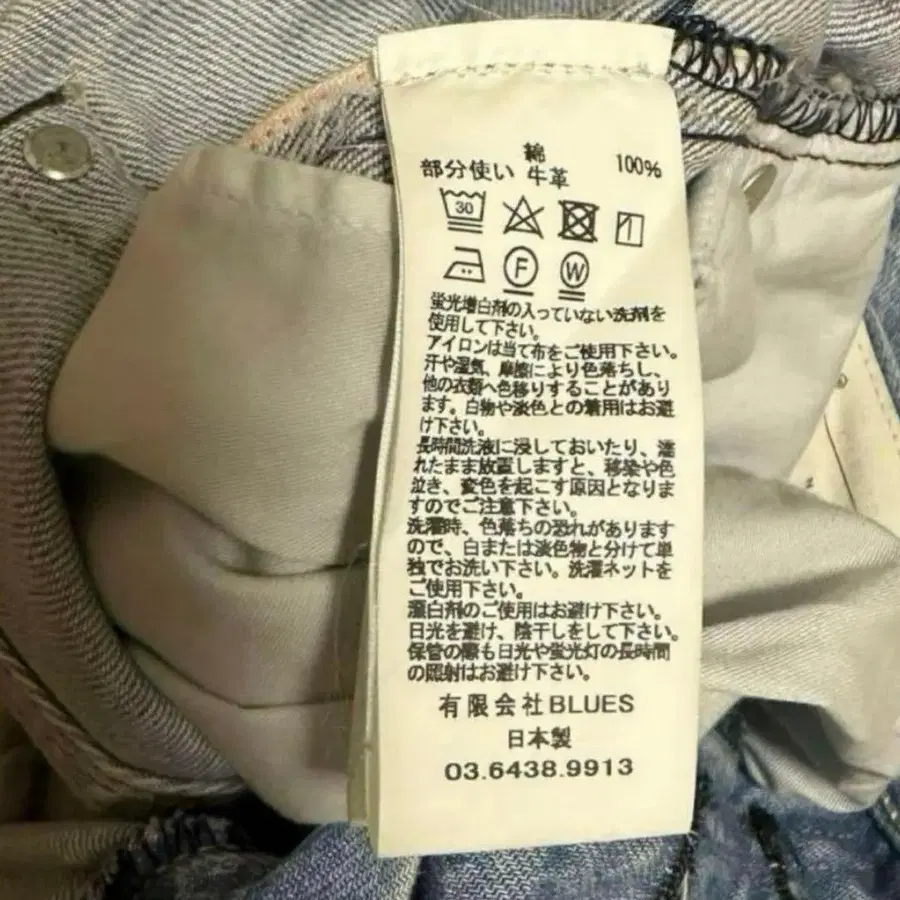 綿 100%
部分使い 牛革
30
F W
蛍光増白剤の入っていない洗剤を
使用して下さい。
アイロンは当て布をご使用下さい。
汗や湿気、摩擦により色落ちし、
他の衣類へ色移りすることがあり
ます。白物や淡色との着用はお避
け下さい。
長時間洗液に浸しておいたり、濡
れたまま放置しますと、移染や色
泣き、変色を起こす原因となりま
すのでご注意下さい。
洗濯時、色落ちの恐れがあります
ので、白または淡色物と分けて単
独でお洗い下さい。洗濯ネットを
ご使用下さい。
漂白剤のご使用はお避け下さい。
日光を避け、陰干しをして下さい。
保管の際も日光や蛍光灯の長時間
の照射はお避け下さい。
有限会社BLUES
日本製
03.6438.9913